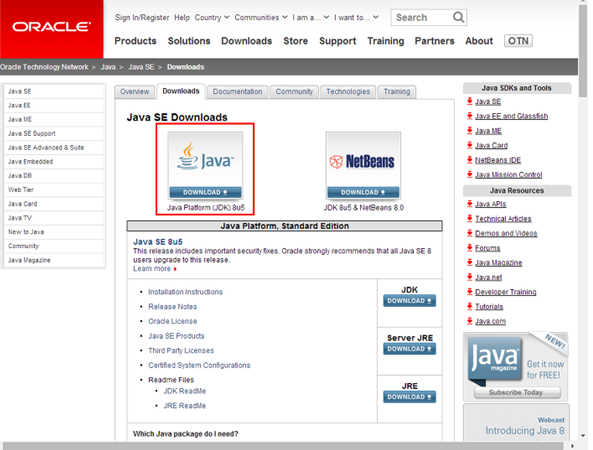 ORACLE
Sign In/Register Help Country Communities I am a... I want to... Search
Products Solutions Downloads Store Support Training Partners About OTN
Oracle Technology Network > Java > Java SE > Downloads
Java SE
Java EE
Java ME
Java SE Support
Java SE Advanced & Suite
Java Embedded
Java DB
Web Tier
Java Card
Java TV
New to Java
Community
Java Magazine
Overview Downloads Documentation Community Technologies Training
Java SE Downloads
Java
DOWNLOAD
Java Platform (JDK) 8u5
NetBeans
DOWNLOAD
JDK 8u5 & NetBeans 8.0
Java Platform, Standard Edition
Java SE 8u5
This release includes important security fixes. Oracle strongly recommends that all Java SE 8
users upgrade to this release.
Learn more
Installation Instructions
Release Notes
Oracle License
Java SE Products
Third Party Licenses
Certified System Configurations
Readme Files
JDK ReadMe
JRE ReadMe
JDK
DOWNLOAD
Server JRE
DOWNLOAD
JRE
DOWNLOAD
Which Java package do I need?
Java SDKs and Tools
Java SE
Java EE and Glassfish
Java ME
Java Card
NetBeans IDE
Java Mission Control
Java Resources
Java APIs
Technical Articles
Demos and Videos
Forums
Java Magazine
Java.net
Developer Training
Tutorials
Java.com
NEW!
Java
magazine
Get it now
for FREE!
Subscribe Today
Webcast
Introducing Java 8